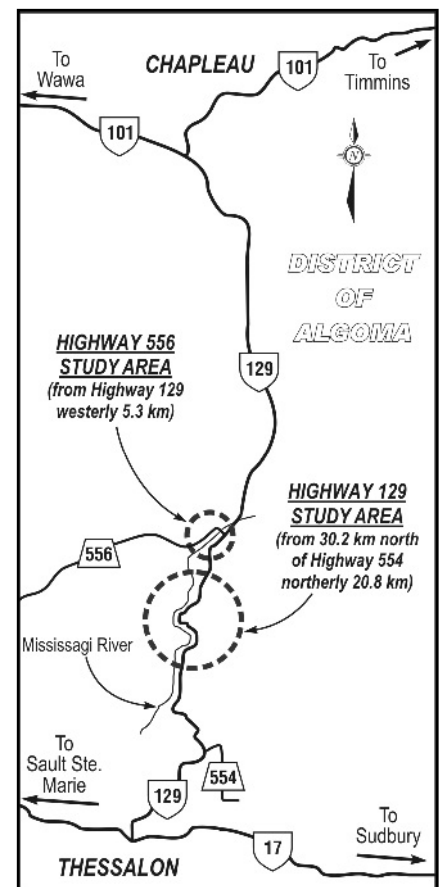 To
Wawa
CHAPLEAU
101
To
Timmins
101
N
DISTRICT
OF
ALGOMA
HIGHWAY 556
STUDY AREA
(from Highway 129
westerly 5.3 km)
129
HIGHWAY 129
STUDY AREA
(from 30.2 km north
of Highway 554
northerly 20.8 km)
556
Mississagi River
To
Sault Ste.
Marie
129
554
To
Sudbury
17
THESSALON